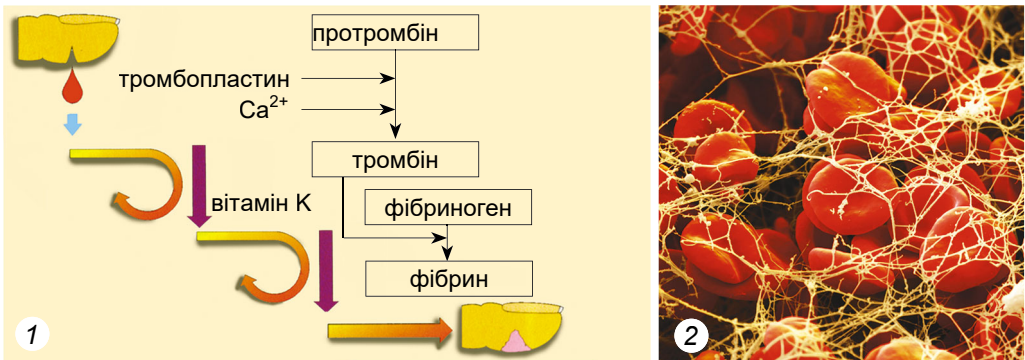 протромбін
тромбопластин
Ca²⁺
тромбін
вітамін К
фібриноген
фібрин
1
2